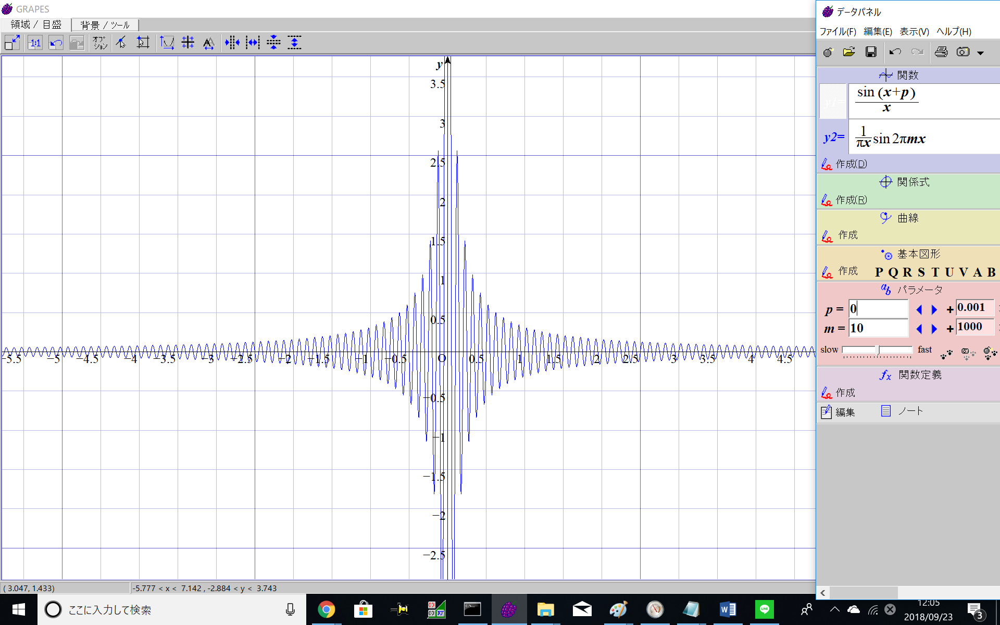 GRAPES
領域 / 目盛
背景 / ツール
1:1
オプション
y
3.5
3
2.5
2
1.5
1
0.5
-5.5 -5 -4.5 -4 -3.5 -3 -2.5 -2 -1.5 -1 -0.5 O 0.5 1 1.5 2 2.5 3 3.5 4 4.5
-0.5
-1
-1.5
-2
-2.5
( 3.047, 1.433)
-5.777 < x < 7.142 , -2.884 < y < 3.743
データパネル
ファイル(F) 編集(E) 表示(V) ヘルプ(H)
関数
sin (x+p)
x
y2= 1/πx sin 2πmx
作成(D)
関係式
作成(R)
曲線
作成
基本図形
作成 P Q R S T U V A B
ab パラメータ
p = 0 + 0.001
m = 10 + 1000
slow fast
fx 関数定義
作成
編集 ノート
ここに入力して検索
12:05
2018/09/23
3